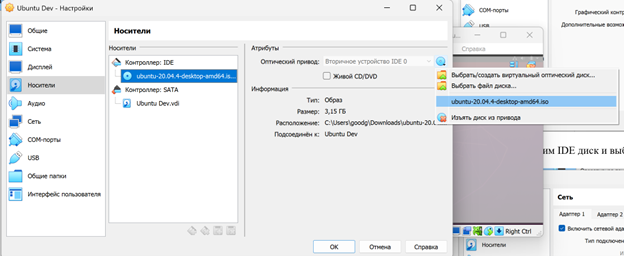 Ubuntu Dev - Настройки
Общие
Система
Дисплей
Носители
Аудио
Сеть
COM-порты
USB
Общие папки
Интерфейс пользователя
Носители
Носители
Контроллер: IDE
ubuntu-20.04.4-desktop-amd64.iso
Контроллер: SATA
Ubuntu Dev.vdi
Атрибуты
Оптический привод: Вторичное устройство IDE 0
Живой CD/DVD
Информация
Тип: Образ
Размер: 3,15 ГБ
Расположение: C:\Users\goodg\Downloads\ubuntu-20.0
Подсоединён к: Ubuntu Dev
OK Отмена Справка
Справка
Выбрать/создать виртуальный оптический диск...
Выбрать файл диска...
ubuntu-20.04.4-desktop-amd64.iso
Изъять диск из привода
Right Ctrl
COM-порты
USB
Графический конт
Дополнительные возмо
им IDE диск и выб
Сеть
Адаптер 1 Адаптер 2
Включить сетевой ада
Тип подключен
Носители